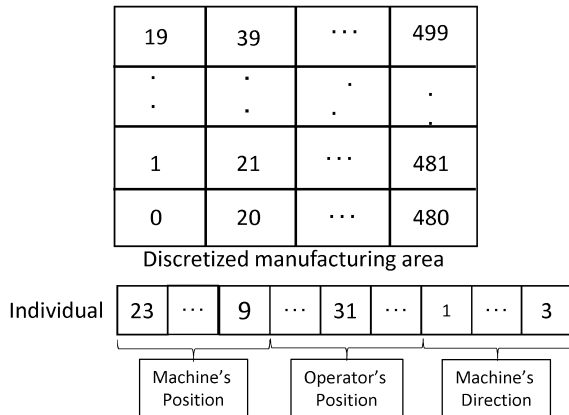 19 39 ... 499
1 21 ... 481
0 20 ... 480
Discretized manufacturing area
Individual 23 ... 9 ... 31 ... 1 ... 3
Machine's Position
Operator's Position
Machine's Direction